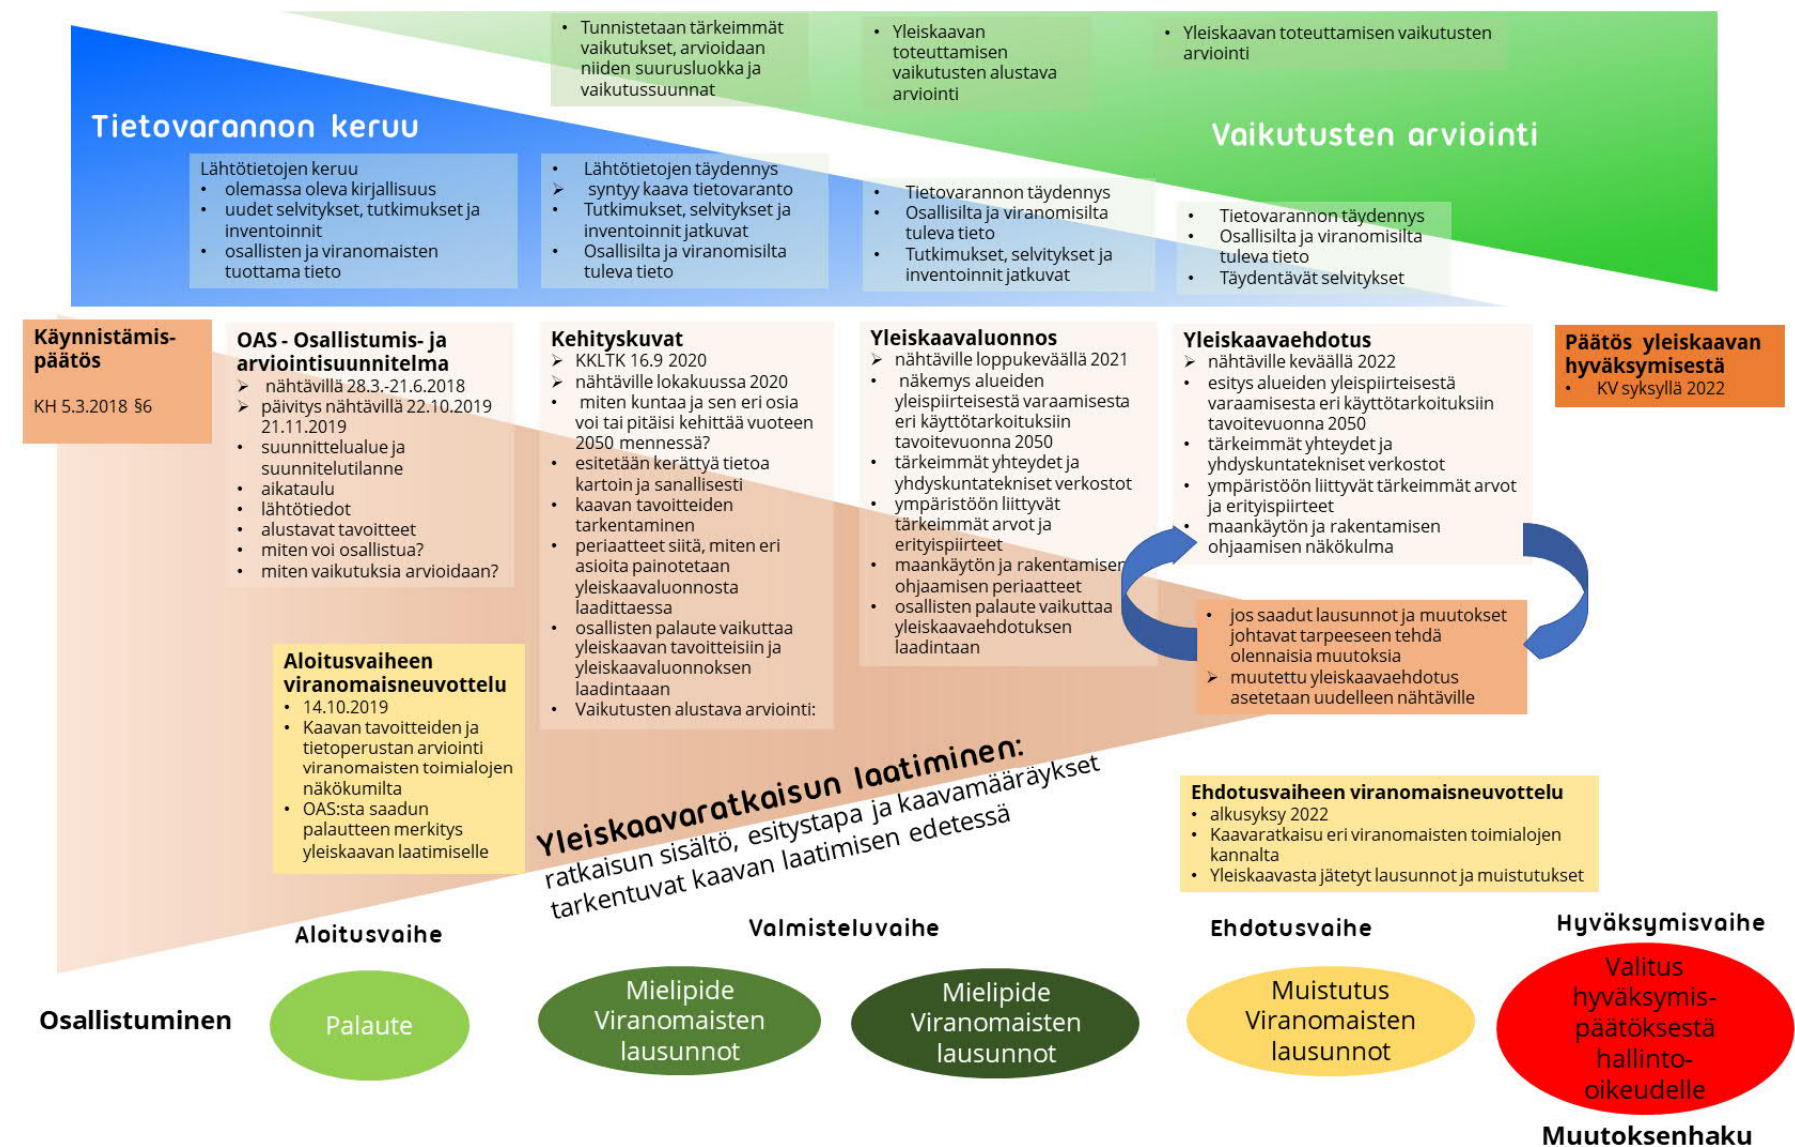 • Tunnistetaan tärkeimmät
vaikutukset, arvioidaan
niiden suurusluokka ja
vaikutussuunnat
• Yleiskaavan
toteuttamisen
vaikutusten alustava
arviointi
• Yleiskaavan toteuttamisen vaikutusten
arviointi
Tietovarannon keruu
Vaikutusten arviointi
Lähtötietojen keruu
• olemassa oleva kirjallisuus
• uudet selvitykset, tutkimukset ja
inventoinnit
• osallisten ja viranomaisten
tuottama tieto
• Lähtötietojen täydennys
➢ syntyy kaava tietovaranto
• Tutkimukset, selvitykset ja
inventoinnit jatkuvat
• Osallisilta ja viranomisilta
tuleva tieto
• Tietovarannon täydennys
• Osallisilta ja viranomisilta
tuleva tieto
• Tutkimukset, selvitykset ja
inventoinnit jatkuvat
• Tietovarannon täydennys
• Osallisilta ja viranomisilta
tuleva tieto
• Täydentävät selvitykset
Käynnistämis-
päätös
KH 5.3.2018 §6
OAS - Osallistumis- ja
arviointisuunnitelma
➢ nähtävillä 28.3.-21.6.2018
➢ päivitys nähtävillä 22.10.2019
21.11.2019
• suunnittelualue ja
suunnitelutilanne
• aikataulu
• lähtötiedot
• alustavat tavoitteet
• miten voi osallistua?
• miten vaikutuksia arvioidaan?
Kehityskuvat
➢ KKLTK 16.9 2020
➢ nähtäville lokakuussa 2020
• miten kuntaa ja sen eri osia
voi tai pitäisi kehittää vuoteen
2050 mennessä?
• esitetään kerättyä tietoa
kartoin ja sanallisesti
• kaavan tavoitteiden
tarkentaminen
• periaatteet siitä, miten eri
asioita painotetaan
yleiskaavaluonnosta
laadittaessa
• osallisten palaute vaikuttaa
yleiskaavan tavoitteisiin ja
yleiskaavaluonnoksen
laadintaaan
• Vaikutusten alustava arviointi:
Yleiskaavaluonnos
➢ nähtäville loppukeväällä 2021
• näkemys alueiden
yleispiirteisestä varaamisesta
eri käyttötarkoituksiin
tavoitevuonna 2050
• tärkeimmät yhteydet ja
yhdyskuntatekniset verkostot
• ympäristöön liittyvät
tärkeimmät arvot ja
erityispiirteet
• maankäytön ja rakentamisen
ohjaamisen periaatteet
• osallisten palaute vaikuttaa
yleiskaavaehdotuksen
laadintaan
Yleiskaavaehdotus
➢ nähtäville keväällä 2022
• esitys alueiden yleispiirteisestä
varaamisesta eri käyttötarkoituksiin
tavoitevuonna 2050
• tärkeimmät yhteydet ja
yhdyskuntatekniset verkostot
• ympäristöön liittyvät tärkeimmät arvot
ja erityispiirteet
• maankäytön ja rakentamisen
ohjaamisen näkökulma
Päätös yleiskaavan
hyväksymisestä
• KV syksyllä 2022
• jos saadut lausunnot ja muutokset
johtavat tarpeeseen tehdä
olennaisia muutoksia
➢ muutettu yleiskaavaehdotus
asetetaan uudelleen nähtäville
Aloitusvaiheen
viranomaisneuvottelu
• 14.10.2019
• Kaavan tavoitteiden ja
tietoperustan arviointi
viranomaisten toimialojen
näkökumilta
• OAS:sta saadun
palautteen merkitys
yleiskaavan laatimiselle
Yleiskaavaratkaisun laatiminen:
ratkaisun sisältö, esitystapa ja kaavamääräykset
tarkentuvat kaavan laatimisen edetessä
Ehdotusvaiheen viranomaisneuvottelu
• alkusyksy 2022
• Kaavaratkaisu eri viranomaisten toimialojen
kannalta
• Yleiskaavasta jätetyt lausunnot ja muistutukset
Aloitusvaihe
Valmisteluvaihe
Ehdotusvaihe
Hyväksymisvaihe
Osallistuminen
Palaute
Mielipide
Viranomaisten
lausunnot
Mielipide
Viranomaisten
lausunnot
Muistutus
Viranomaisten
lausunnot
Valitus
hyväksymis-
päätöksestä
hallinto-
oikeudelle
Muutoksenhaku